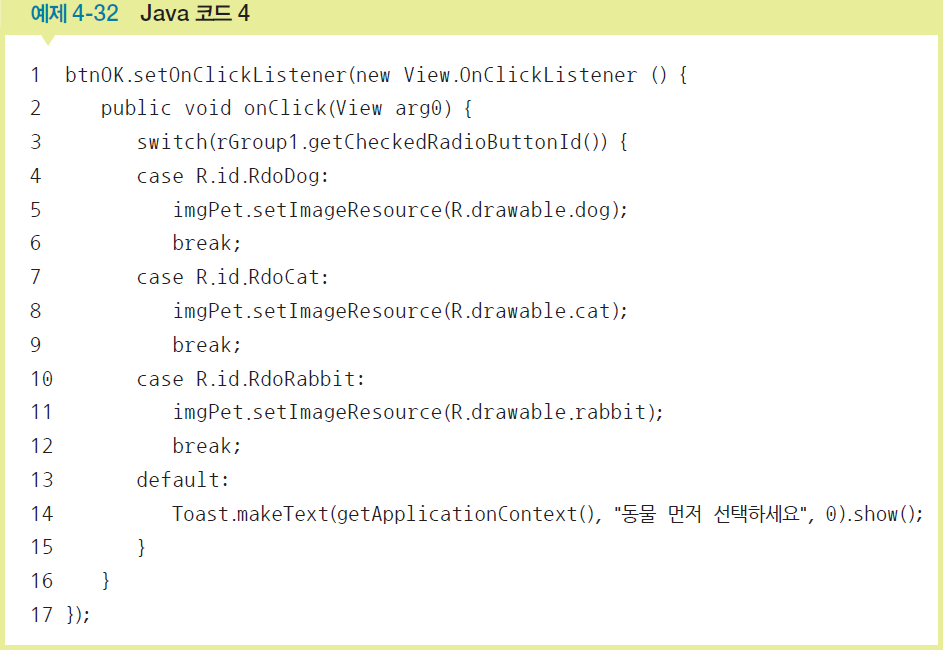 예제 4-32 Java 코드 4
1 btnOK.setOnClickListener(new View.OnClickListener () {
2 public void onClick(View arg0) {
3 switch(rGroup1.getCheckedRadioButtonId()) {
4 case R.id.RdoDog:
5 imgPet.setImageResource(R.drawable.dog);
6 break;
7 case R.id.RdoCat:
8 imgPet.setImageResource(R.drawable.cat);
9 break;
10 case R.id.RdoRabbit:
11 imgPet.setImageResource(R.drawable.rabbit);
12 break;
13 default:
14 Toast.makeText(getApplicationContext(), "동물 먼저 선택하세요", 0).show();
15 }
16 }
17 });